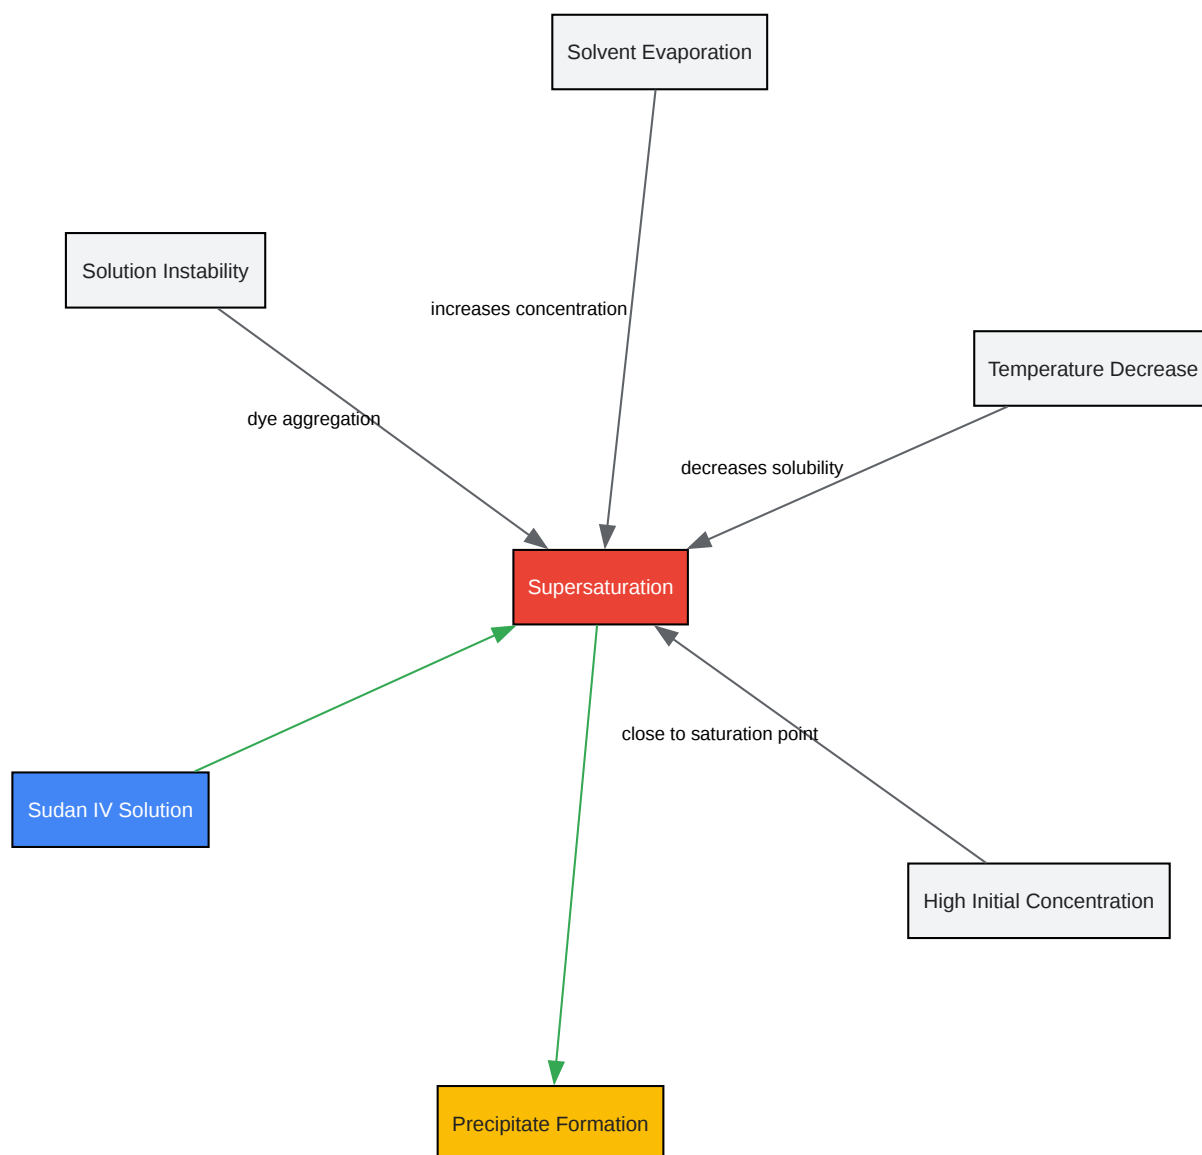 Solvent Evaporation
Solution Instability
increases concentration
Temperature Decrease
dye aggregation
decreases solubility
Supersaturation
close to saturation point
Sudan IV Solution
High Initial Concentration
Precipitate Formation